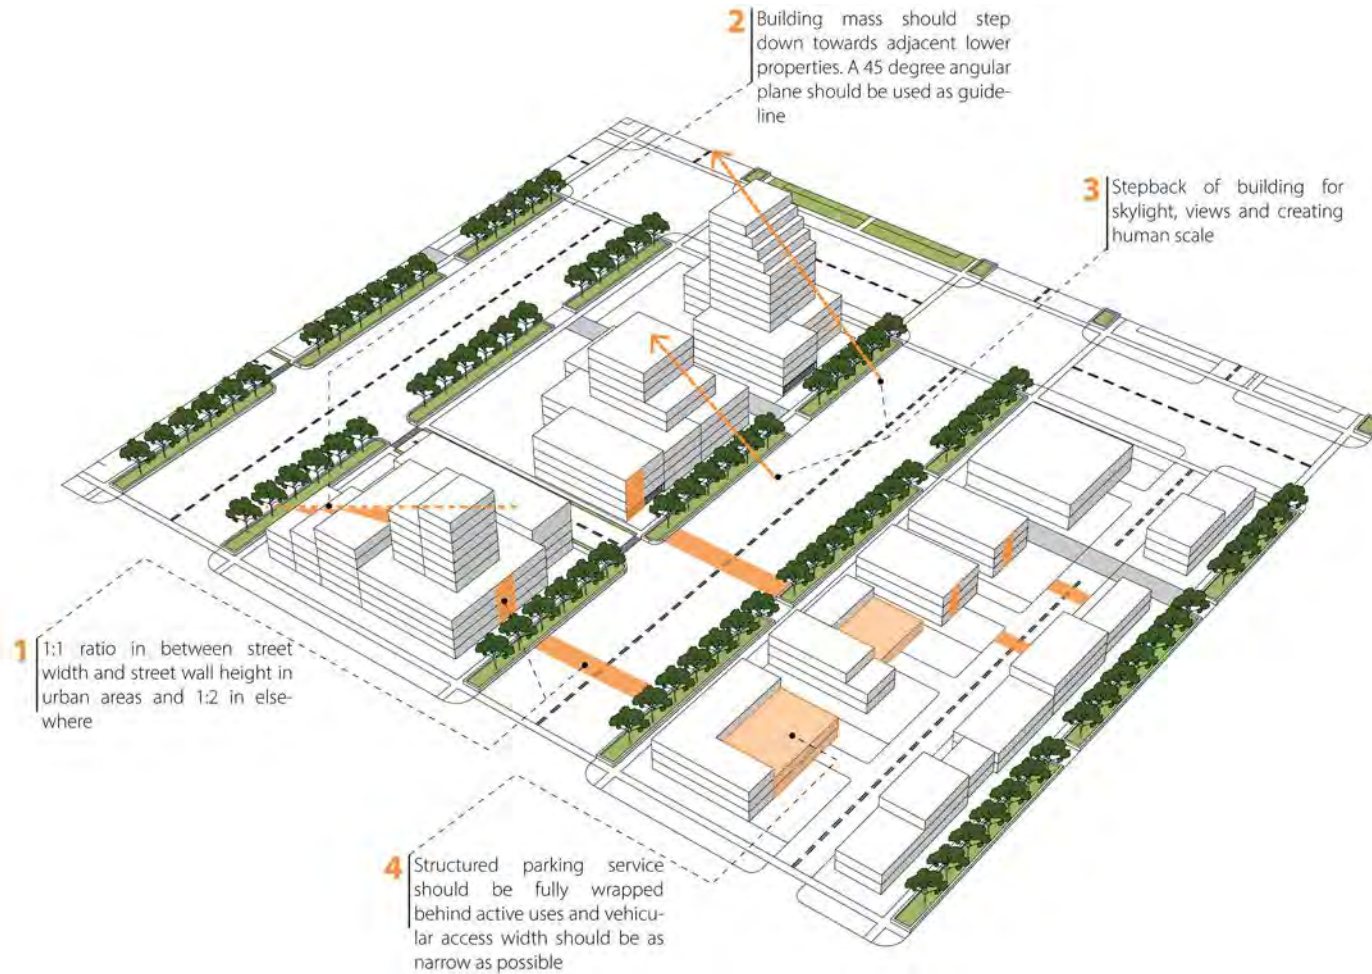 2
Building mass should step
down towards adjacent lower
properties. A 45 degree angular
plane should be used as guide-
line
3
Stepback of building for
skylight, views and creating
human scale
1
1:1 ratio in between street
width and street wall height in
urban areas and 1:2 in else-
where
4
Structured parking service
should be fully wrapped
behind active uses and vehicu-
lar access width should be as
narrow as possible